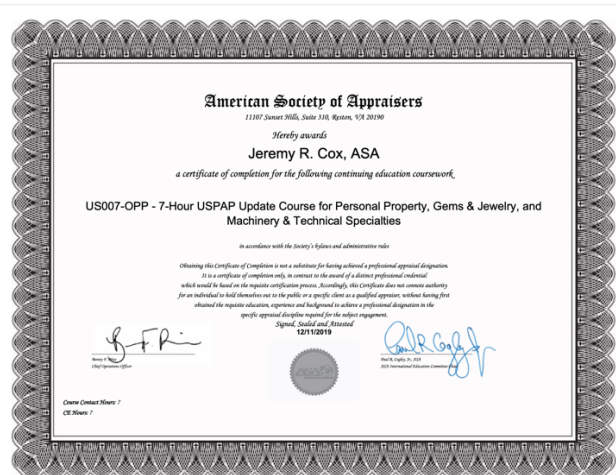 American Society of Appraisers
11107 Sunset Hills, Suite 310, Reston, VA 20190
Hereby awards
Jeremy R. Cox, ASA
a certificate of completion for the following continuing education coursework
US007-OPP - 7-Hour USPAP Update Course for Personal Property, Gems & Jewelry, and
Machinery & Technical Specialties
in accordance with the Society's bylaws and administrative rules
Obtaining this Certificate of Completion is not a substitute for having achieved a professional appraisal designation.
It is a certificate of completion only, in contrast to the award of a distinct professional credential
which would be based on the requisite certification process. Accordingly, this Certificate does not connote authority
for an individual to hold themselves out to the public or a specific client as a qualified appraiser, without having first
obtained the requisite education, experience and background to achieve a professional designation in the
specific appraisal discipline required for the subject engagement.
Signed, Sealed and Attested
12/11/2019
Chief Operations Officer
Paul R. Cogley, Jr., ASA
ASA International Education Committee
ASA
Course Contact Hours: 7
CE Hours: 7